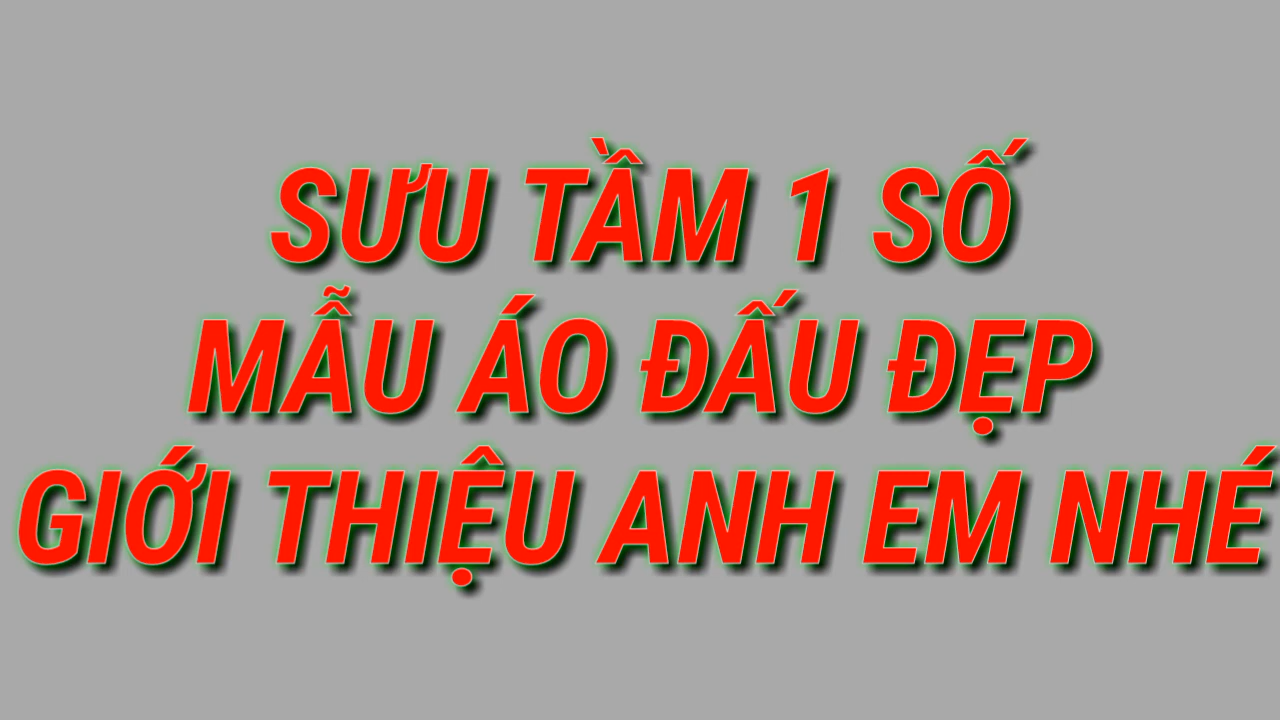 SƯU TẦM 1 SỐ
MẪU ÁO ĐẤU ĐẸP
GIỚI THIỆU ANH EM NHÉ